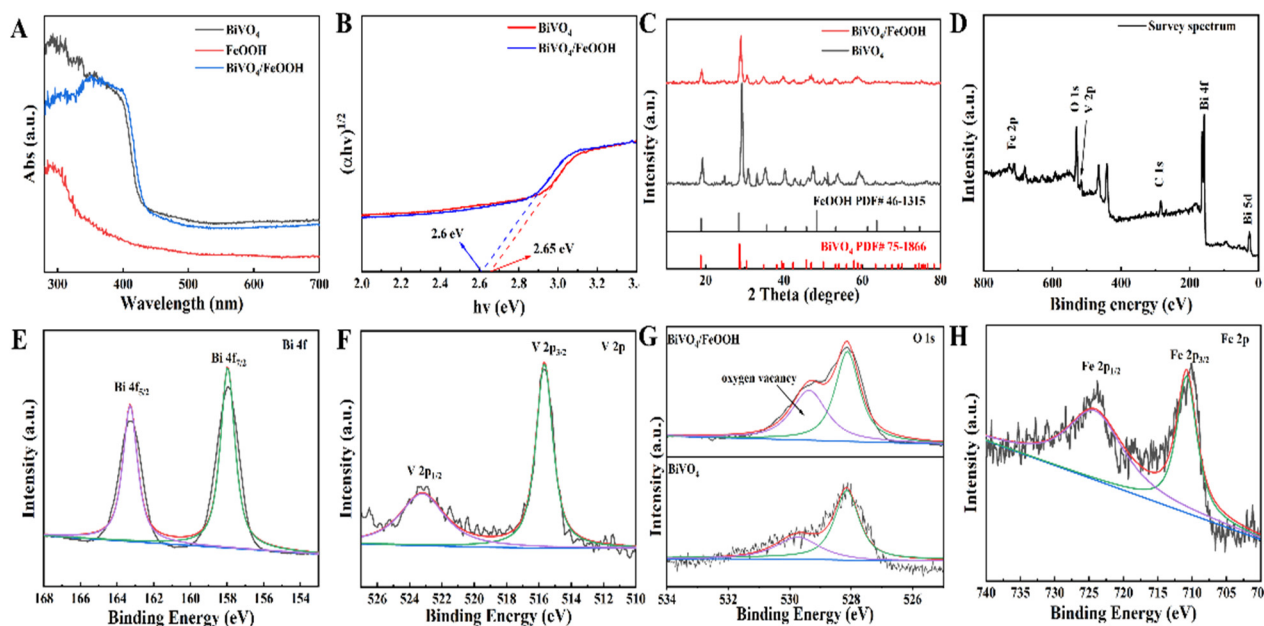 A
BiVO4
FeOOH
BiVO4/FeOOH
Abs (a.u.)
300 400 500 600 700
Wavelength (nm)
B
BiVO4
BiVO4/FeOOH
(αhv)1/2
2.6 eV
2.65 eV
2.0 2.2 2.4 2.6 2.8 3.0 3.2 3.4
hv (eV)
C
BiVO4/FeOOH
BiVO4
Intensity (a.u.)
FeOOH PDF# 46-1315
BiVO4 PDF# 75-1866
10 20 30 40 50 60 70 80
2 Theta (degree)
D
Survey spectrum
Intensity (a.u.)
Fe 2p
O 1s
V 2p
C 1s
Bi 4f
Bi 5d
800 600 400 200 0
Binding energy (eV)
E
Bi 4f
Bi 4f5/2
Bi 4f7/2
Intensity (a.u.)
168 166 164 162 160 158 156 154
Binding Energy (eV)
F
V 2p
V 2p3/2
V 2p1/2
Intensity (a.u.)
526 524 522 520 518 516 514 512 510
Binding Energy (eV)
G
BiVO4/FeOOH
O 1s
oxygen vacancy
BiVO4
Intensity (a.u.)
534 532 530 528 526
Binding Energy (eV)
H
Fe 2p
Fe 2p1/2
Fe 2p3/2
Intensity (a.u.)
740 735 730 725 720 715 710 705
Binding Energy (eV)